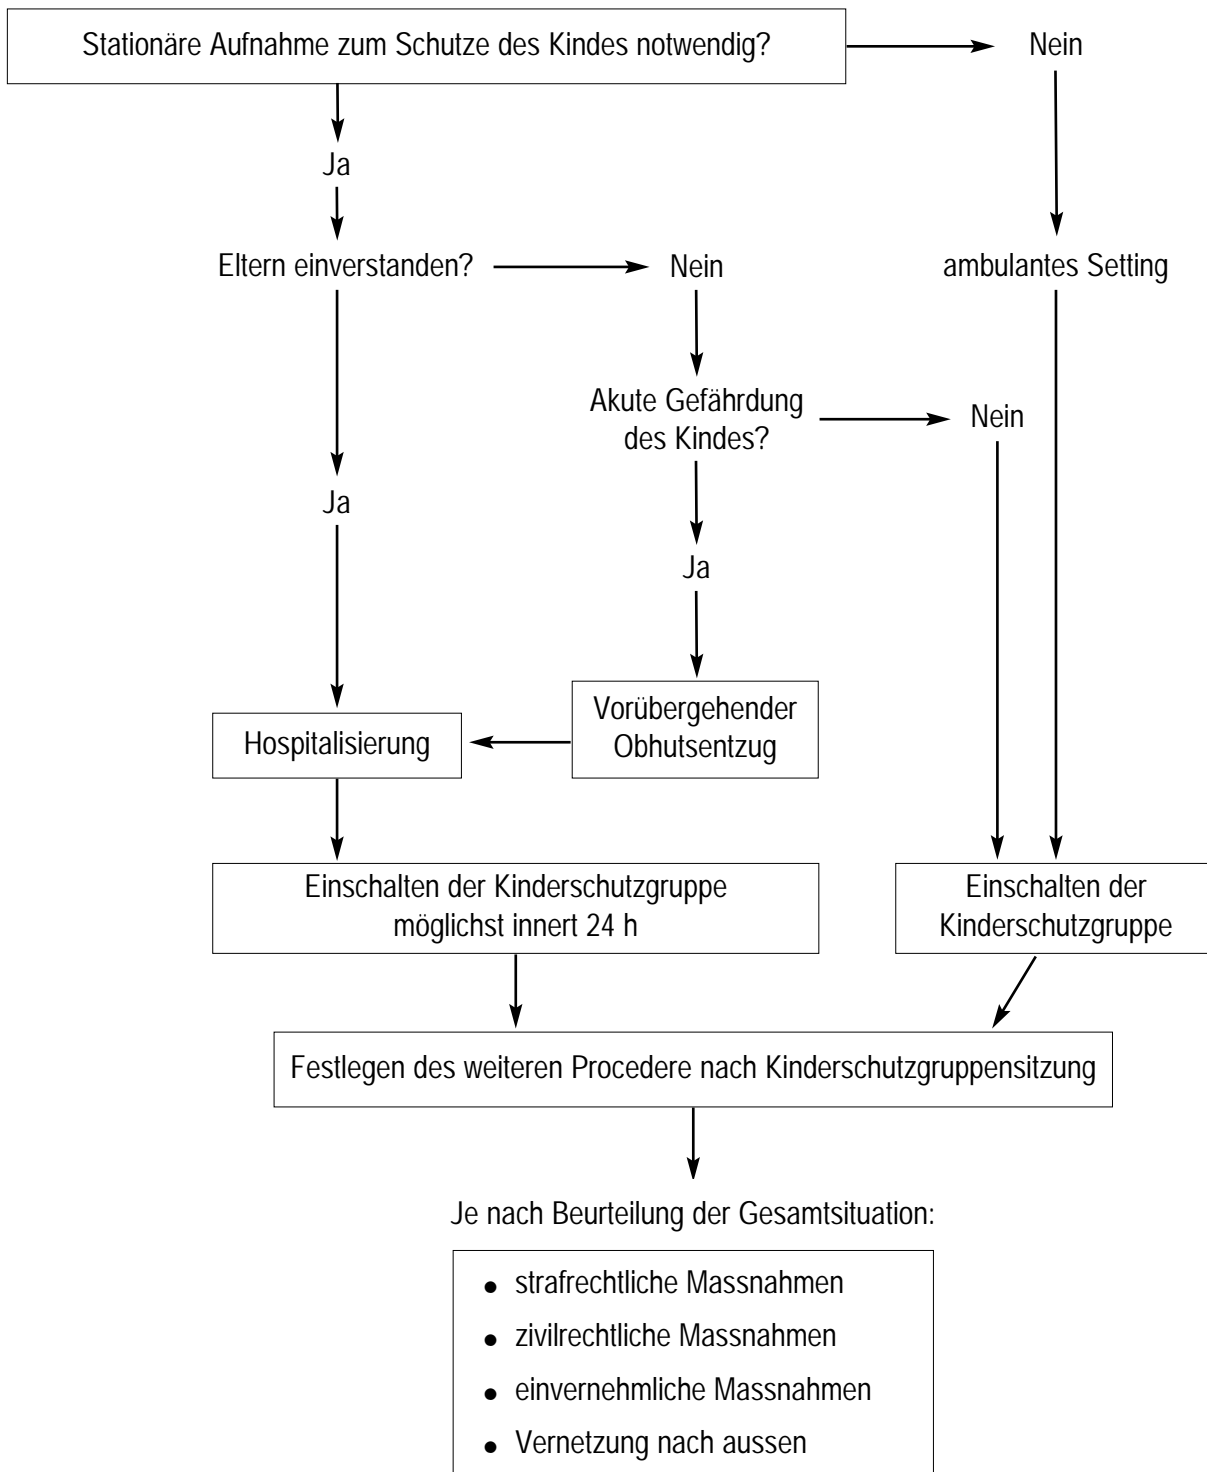 Stationäre Aufnahme zum Schutze des Kindes notwendig?
Nein
Ja
Eltern einverstanden?
Nein
ambulantes Setting
Akute Gefährdung
des Kindes?
Nein
Ja
Ja
Vorübergehender
Obhutsentzug
Hospitalisierung
Einschalten der Kinderschutzgruppe
möglichst innert 24 h
Einschalten der
Kinderschutzgruppe
Festlegen des weiteren Procedere nach Kinderschutzgruppensitzung
Je nach Beurteilung der Gesamtsituation:
● strafrechtliche Massnahmen
● zivilrechtliche Massnahmen
● einvernehmliche Massnahmen
● Vernetzung nach aussen